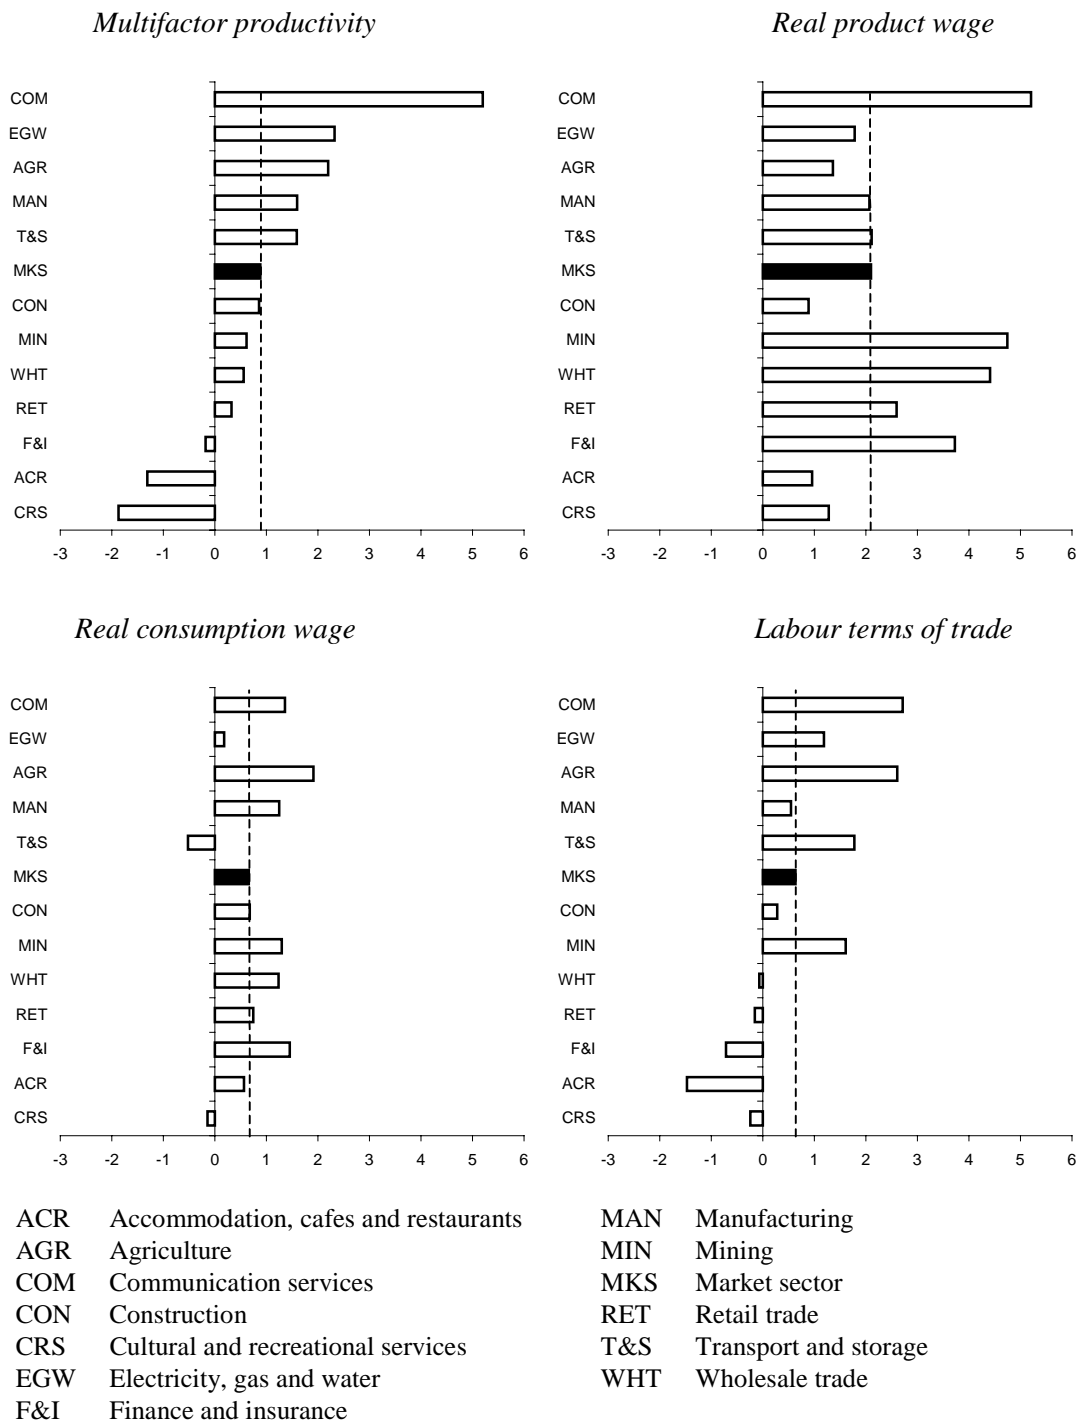 Multifactor productivity
COM
EGW
AGR
MAN
T&S
MKS
CON
MIN
WHT
RET
F&I
ACR
CRS
-3 -2 -1 0 1 2 3 4 5 6
Real product wage
COM
EGW
AGR
MAN
T&S
MKS
CON
MIN
WHT
RET
F&I
ACR
CRS
-3 -2 -1 0 1 2 3 4 5 6
Real consumption wage
COM
EGW
AGR
MAN
T&S
MKS
CON
MIN
WHT
RET
F&I
ACR
CRS
-3 -2 -1 0 1 2 3 4 5 6
Labour terms of trade
COM
EGW
AGR
MAN
T&S
MKS
CON
MIN
WHT
RET
F&I
ACR
CRS
-3 -2 -1 0 1 2 3 4 5 6
ACR Accommodation, cafes and restaurants
AGR Agriculture
COM Communication services
CON Construction
CRS Cultural and recreational services
EGW Electricity, gas and water
F&I Finance and insurance
MAN Manufacturing
MIN Mining
MKS Market sector
RET Retail trade
T&S Transport and storage
WHT Wholesale trade